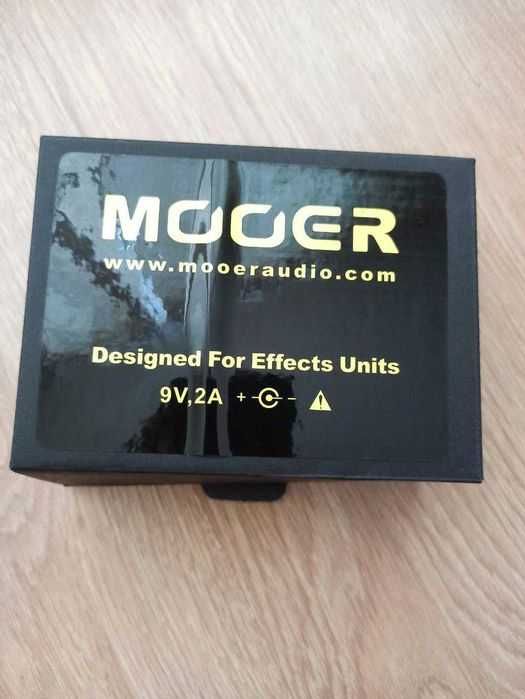 MOOER
www.mooeraudio.com
Designed For Effects Units
9V,2A + -